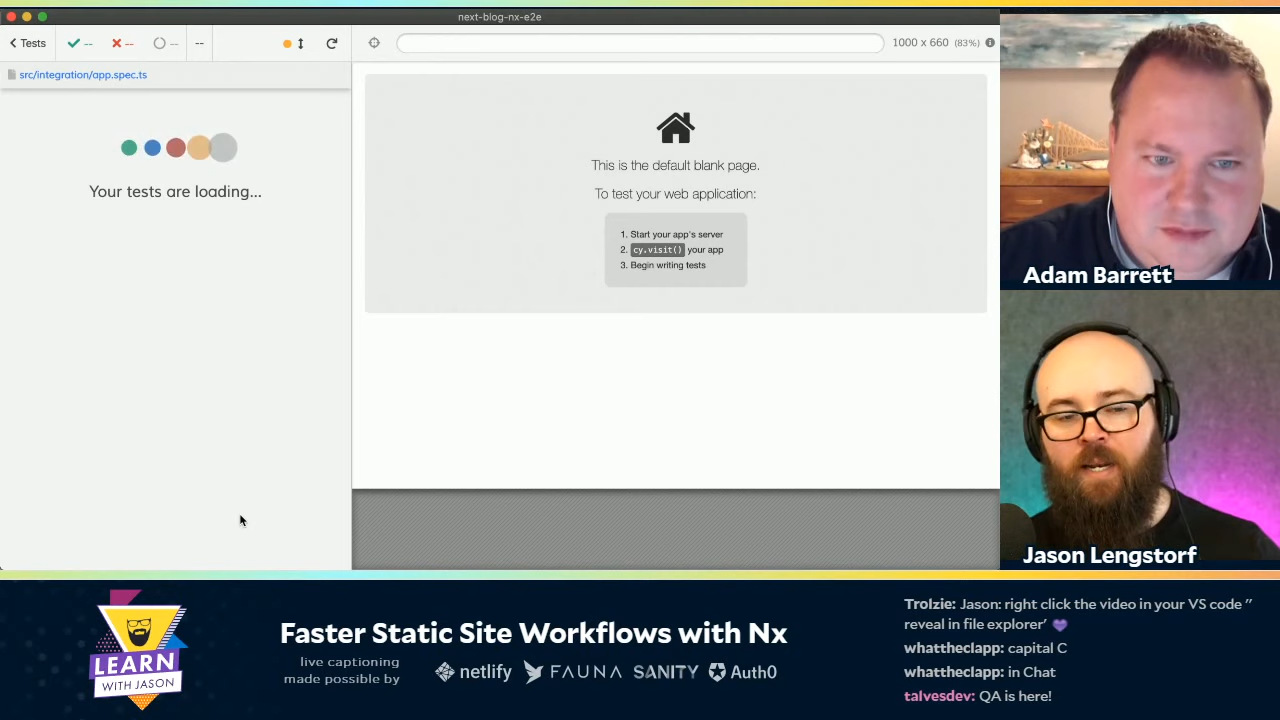 next-blog-nx-e2e
Tests
--
--
--
--
1000 x 660 (83%)
src/integration/app.spec.ts
Your tests are loading...
This is the default blank page.
To test your web application:
1. Start your app's server
2. cy.visit() your app
3. Begin writing tests
Adam Barrett
Jason Lengstorf
LEARN
WITH JASON
Faster Static Site Workflows with Nx
live captioning
made possible by
netlify
FAUNA
SANITY
Auth0
Trolzie: Jason: right click the video in your VS code "
reveal in file explorer' 💜
whattheclapp: capital C
whattheclapp: in Chat
talvesdev: QA is here!